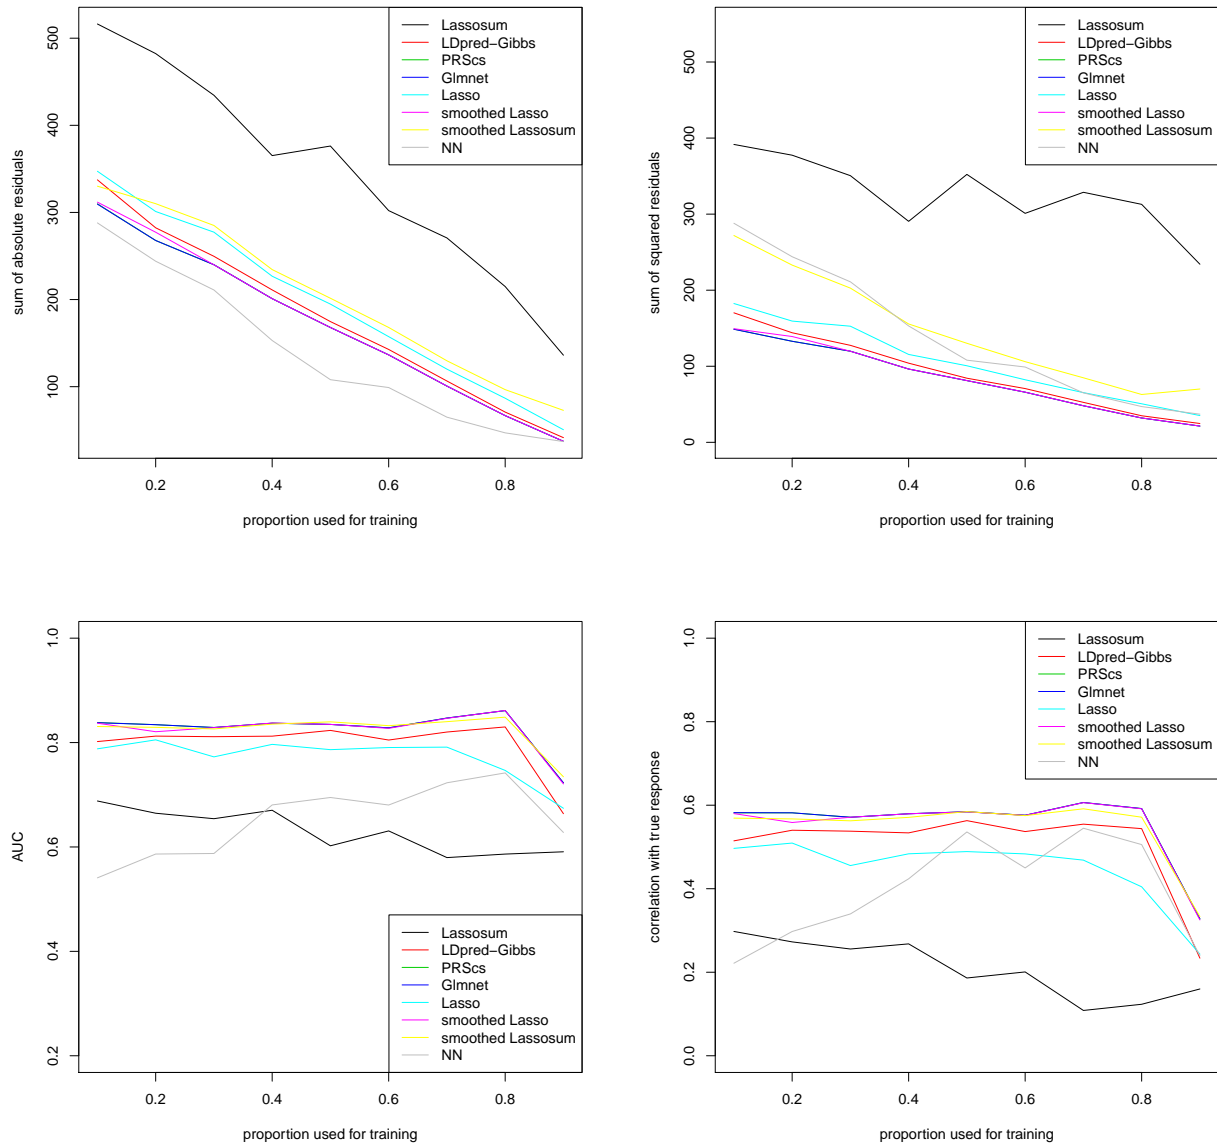 Lassosum
LDpred−Gibbs
PRScs
Glmnet
Lasso
smoothed Lasso
smoothed Lassosum
NN
500
400
300
200
100
sum of absolute residuals
0.2 0.4 0.6 0.8
proportion used for training
Lassosum
LDpred−Gibbs
PRScs
Glmnet
Lasso
smoothed Lasso
smoothed Lassosum
NN
500
400
300
200
100
0
sum of squared residuals
0.2 0.4 0.6 0.8
proportion used for training
1.0
0.8
0.6
0.4
0.2
AUC
Lassosum
LDpred−Gibbs
PRScs
Glmnet
Lasso
smoothed Lasso
smoothed Lassosum
NN
0.2 0.4 0.6 0.8
proportion used for training
Lassosum
LDpred−Gibbs
PRScs
Glmnet
Lasso
smoothed Lasso
smoothed Lassosum
NN
1.0
0.8
0.6
0.4
0.2
0.0
correlation with true response
0.2 0.4 0.6 0.8
proportion used for training